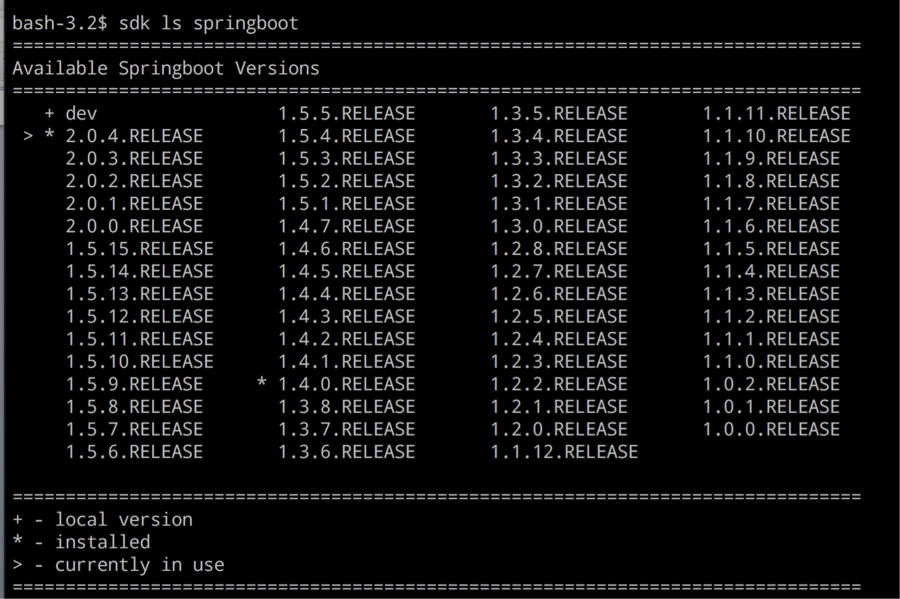 bash-3.2$ sdk ls springboot
================================================================================
Available Springboot Versions
================================================================================
   + dev                 1.5.5.RELEASE       1.3.5.RELEASE       1.1.11.RELEASE
 > * 2.0.4.RELEASE       1.5.4.RELEASE       1.3.4.RELEASE       1.1.10.RELEASE
     2.0.3.RELEASE       1.5.3.RELEASE       1.3.3.RELEASE       1.1.9.RELEASE
     2.0.2.RELEASE       1.5.2.RELEASE       1.3.2.RELEASE       1.1.8.RELEASE
     2.0.1.RELEASE       1.5.1.RELEASE       1.3.1.RELEASE       1.1.7.RELEASE
     2.0.0.RELEASE       1.4.7.RELEASE       1.3.0.RELEASE       1.1.6.RELEASE
     1.5.15.RELEASE      1.4.6.RELEASE       1.2.8.RELEASE       1.1.5.RELEASE
     1.5.14.RELEASE      1.4.5.RELEASE       1.2.7.RELEASE       1.1.4.RELEASE
     1.5.13.RELEASE      1.4.4.RELEASE       1.2.6.RELEASE       1.1.3.RELEASE
     1.5.12.RELEASE      1.4.3.RELEASE       1.2.5.RELEASE       1.1.2.RELEASE
     1.5.11.RELEASE      1.4.2.RELEASE       1.2.4.RELEASE       1.1.1.RELEASE
     1.5.10.RELEASE      1.4.1.RELEASE       1.2.3.RELEASE       1.1.0.RELEASE
     1.5.9.RELEASE     * 1.4.0.RELEASE       1.2.2.RELEASE       1.0.2.RELEASE
     1.5.8.RELEASE       1.3.8.RELEASE       1.2.1.RELEASE       1.0.1.RELEASE
     1.5.7.RELEASE       1.3.7.RELEASE       1.2.0.RELEASE       1.0.0.RELEASE
     1.5.6.RELEASE       1.3.6.RELEASE       1.1.12.RELEASE
================================================================================
+ - local version
* - installed
> - currently in use
================================================================================